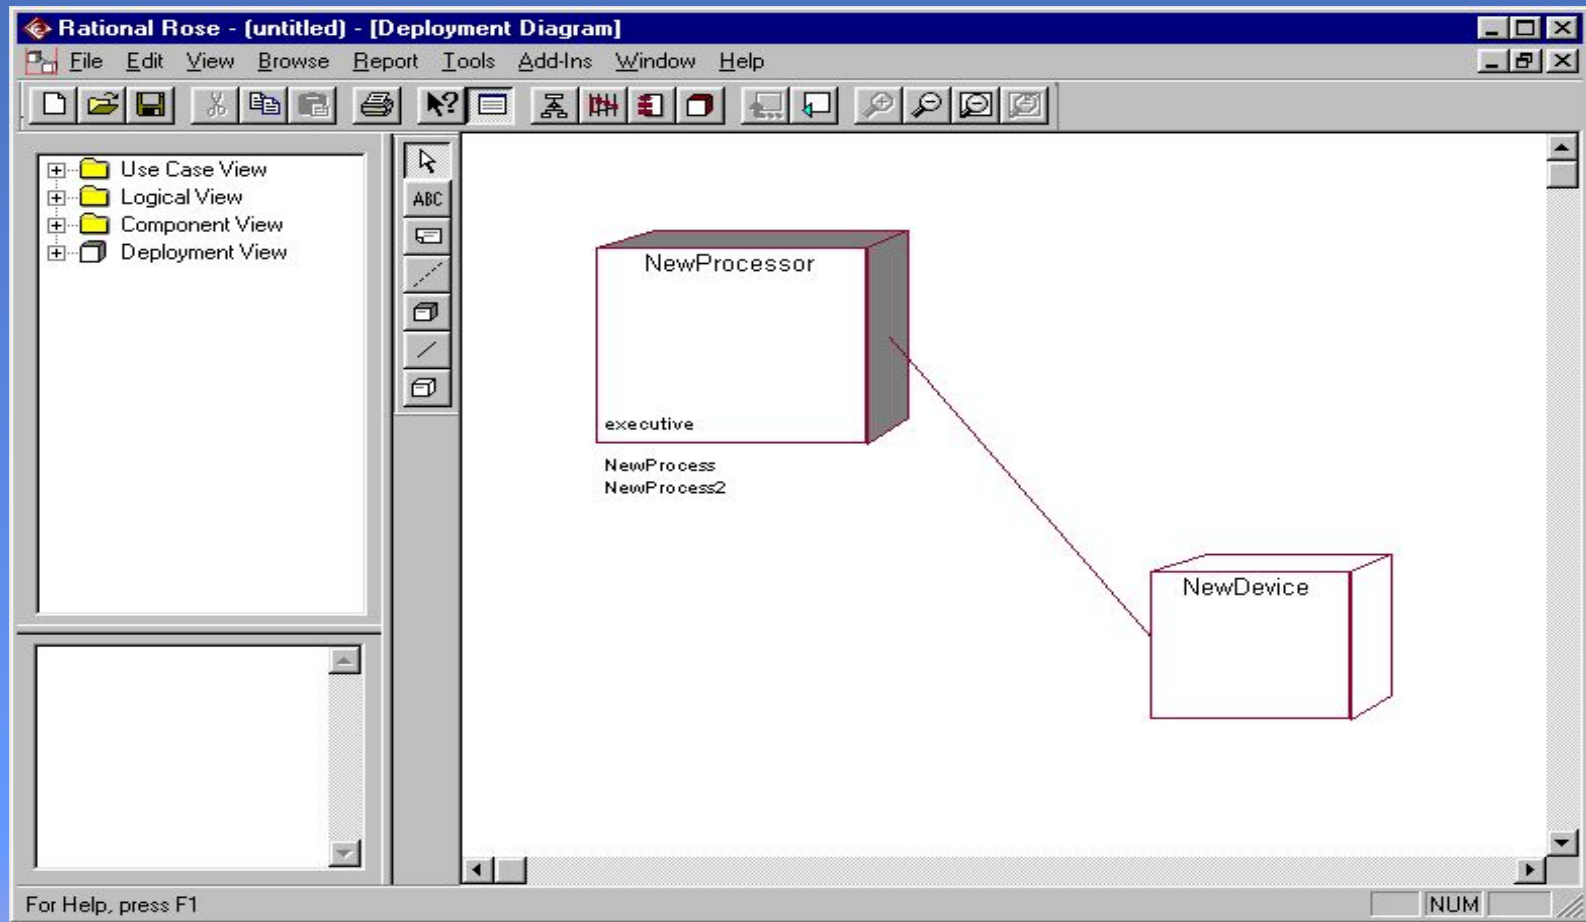 Rational Rose - (untitled) - [Deployment Diagram]
File Edit View Browse Report Tools Add-Ins Window Help
Use Case View
Logical View
Component View
Deployment View
ABC
NewProcessor
executive
NewProcess
NewProcess2
NewDevice
For Help, press F1
NUM